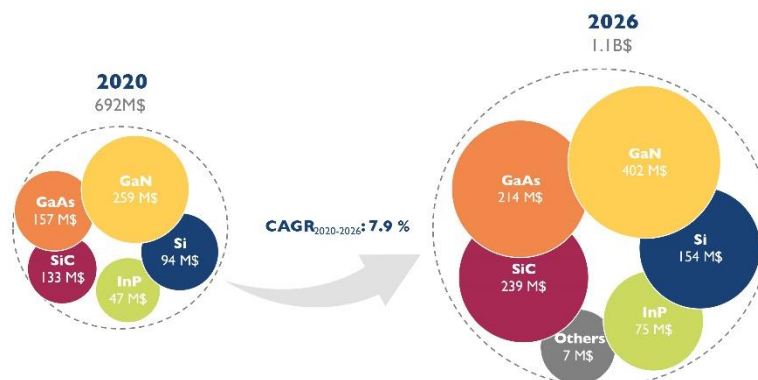 2020
692M$
GaN
259 M$
GaAs
157 M$
Si
94 M$
SiC
133 M$
InP
47 M$
CAGR2020-2026: 7.9 %
2026
1.1B$
GaN
402 M$
GaAs
214 M$
Si
154 M$
SiC
239 M$
InP
75 M$
Others
7 M$